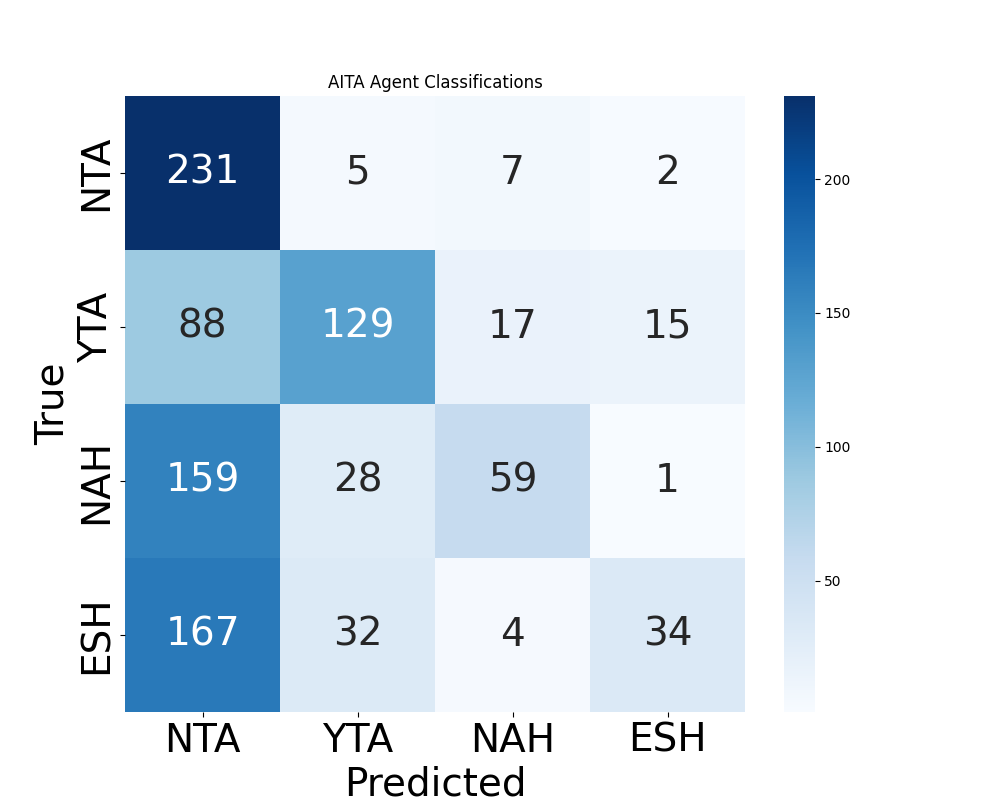 AITA Agent Classifications
NTA 231 5 7 2
YTA 88 129 17 15
NAH 159 28 59 1
ESH 167 32 4 34
NTA YTA NAH ESH
Predicted
True
200
150
100
50